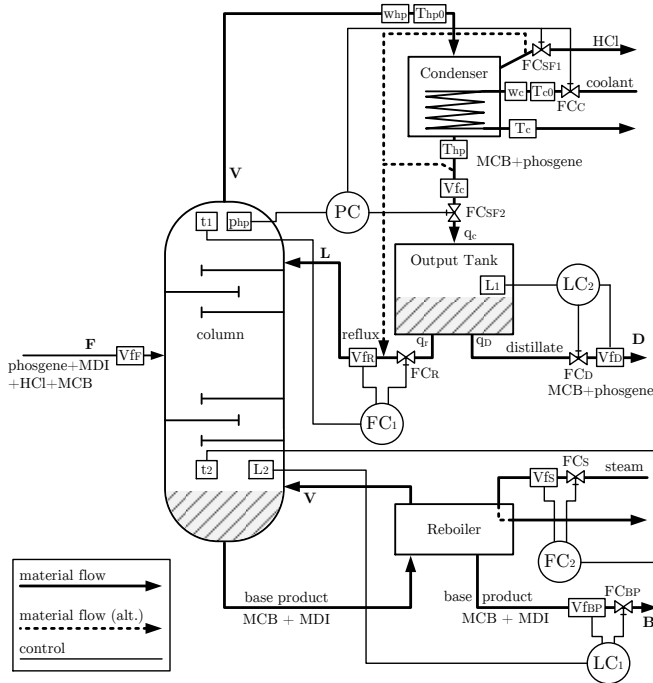 whp
Thp0
HCl
FCSF1
Condenser
wc
Tc0
coolant
FCC
Tc
Thp
MCB+phosgene
V
Vfc
t1
php
PC
FCSF2
qc
L
Output Tank
L1
LC2
column
reflux
qr
qD
D
F
VfF
VfR
distillate
VfD
phosgene+MDI
+HCl+MCB
FCR
FCD
MCB+phosgene
FC1
t2
L2
FCS
VfS
steam
V
Reboiler
FC2
material flow
base product
MCB + MDI
base product
MCB + MDI
FCBP
VfBP
B
material flow (alt.)
control
LC1